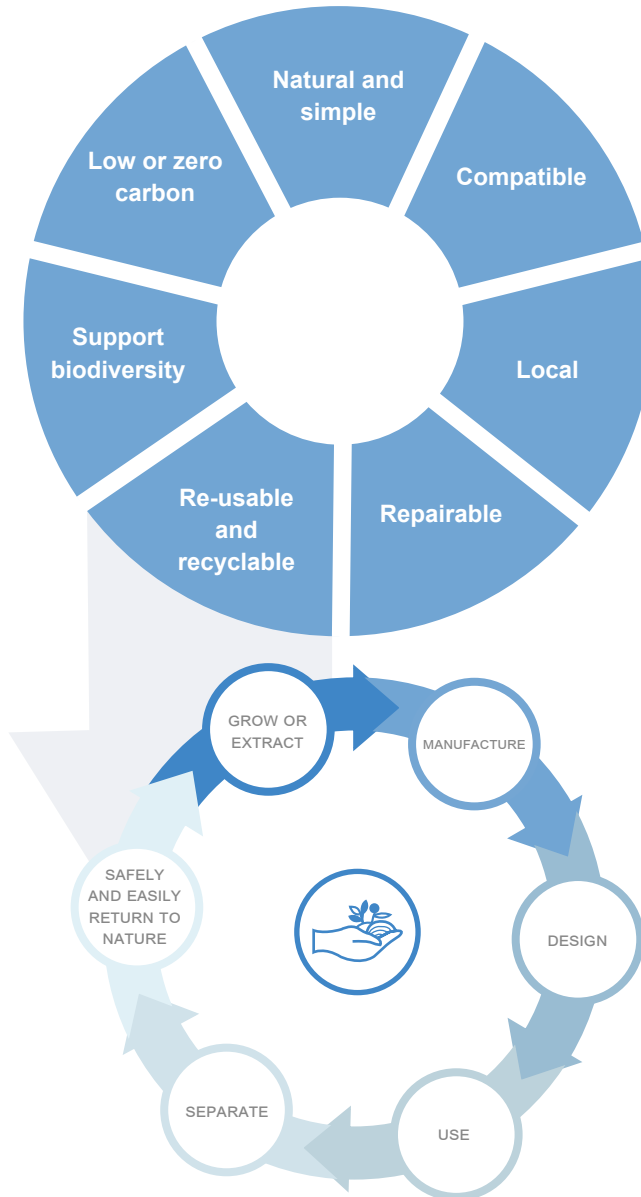 Natural and
simple
Compatible
Local
Repairable
Re-usable
and
recyclable
Support
biodiversity
Low or zero
carbon
GROW OR
EXTRACT
MANUFACTURE
DESIGN
USE
SEPARATE
SAFELY
AND EASILY
RETURN TO
NATURE